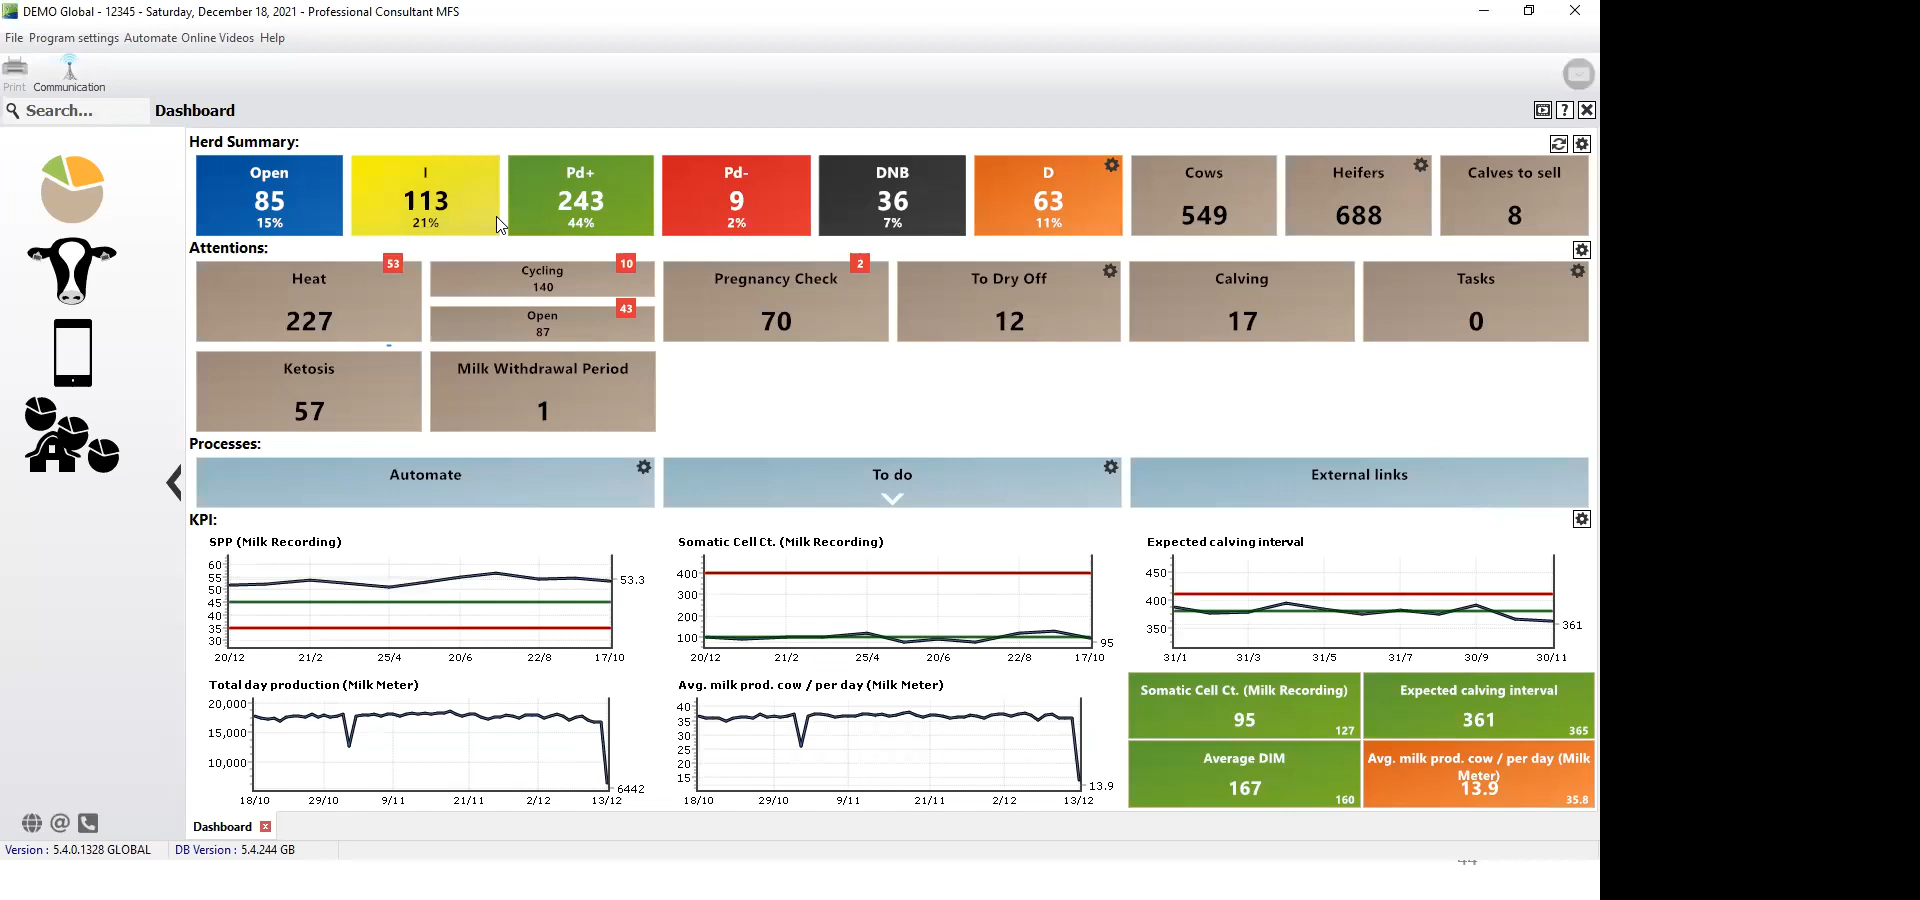 DEMO Global - 12345 - Saturday, December 18, 2021 - Professional Consultant MFS
File Program settings Automate Online Videos Help
Print Communication
Search... Dashboard
Herd Summary:
Open
85
15%
I
113
21%
Pd+
243
44%
Pd-
9
2%
DNB
36
7%
D
63
11%
Cows
549
Heifers
688
Calves to sell
8
Attentions:
Heat
53
227
Cycling
10
140
Open
43
87
Pregnancy Check
2
70
To Dry Off
12
Calving
17
Tasks
0
Ketosis
57
Milk Withdrawal Period
1
Processes:
Automate
To do
External links
KPI:
SPP (Milk Recording)
60
55
50
45
40
35
30
53.3
20/12 21/2 25/4 20/6 22/8 17/10
Somatic Cell Ct. (Milk Recording)
400
300
200
100
95
20/12 21/2 25/4 20/6 22/8 17/10
Expected calving interval
450
400
350
361
31/1 31/3 31/5 31/7 30/9 30/11
Total day production (Milk Meter)
20,000
15,000
10,000
6442
18/10 29/10 9/11 21/11 2/12 13/12
Avg. milk prod. cow / per day (Milk Meter)
40
35
30
25
20
15
13.9
18/10 29/10 9/11 21/11 2/12 13/12
Somatic Cell Ct. (Milk Recording)
95
127
Expected calving interval
361
365
Average DIM
167
160
Avg. milk prod. cow / per day (Milk
Meter)
13.9
35.8
Dashboard
Version : 5.4.0.1328 GLOBAL DB Version : 5.4.244 GB